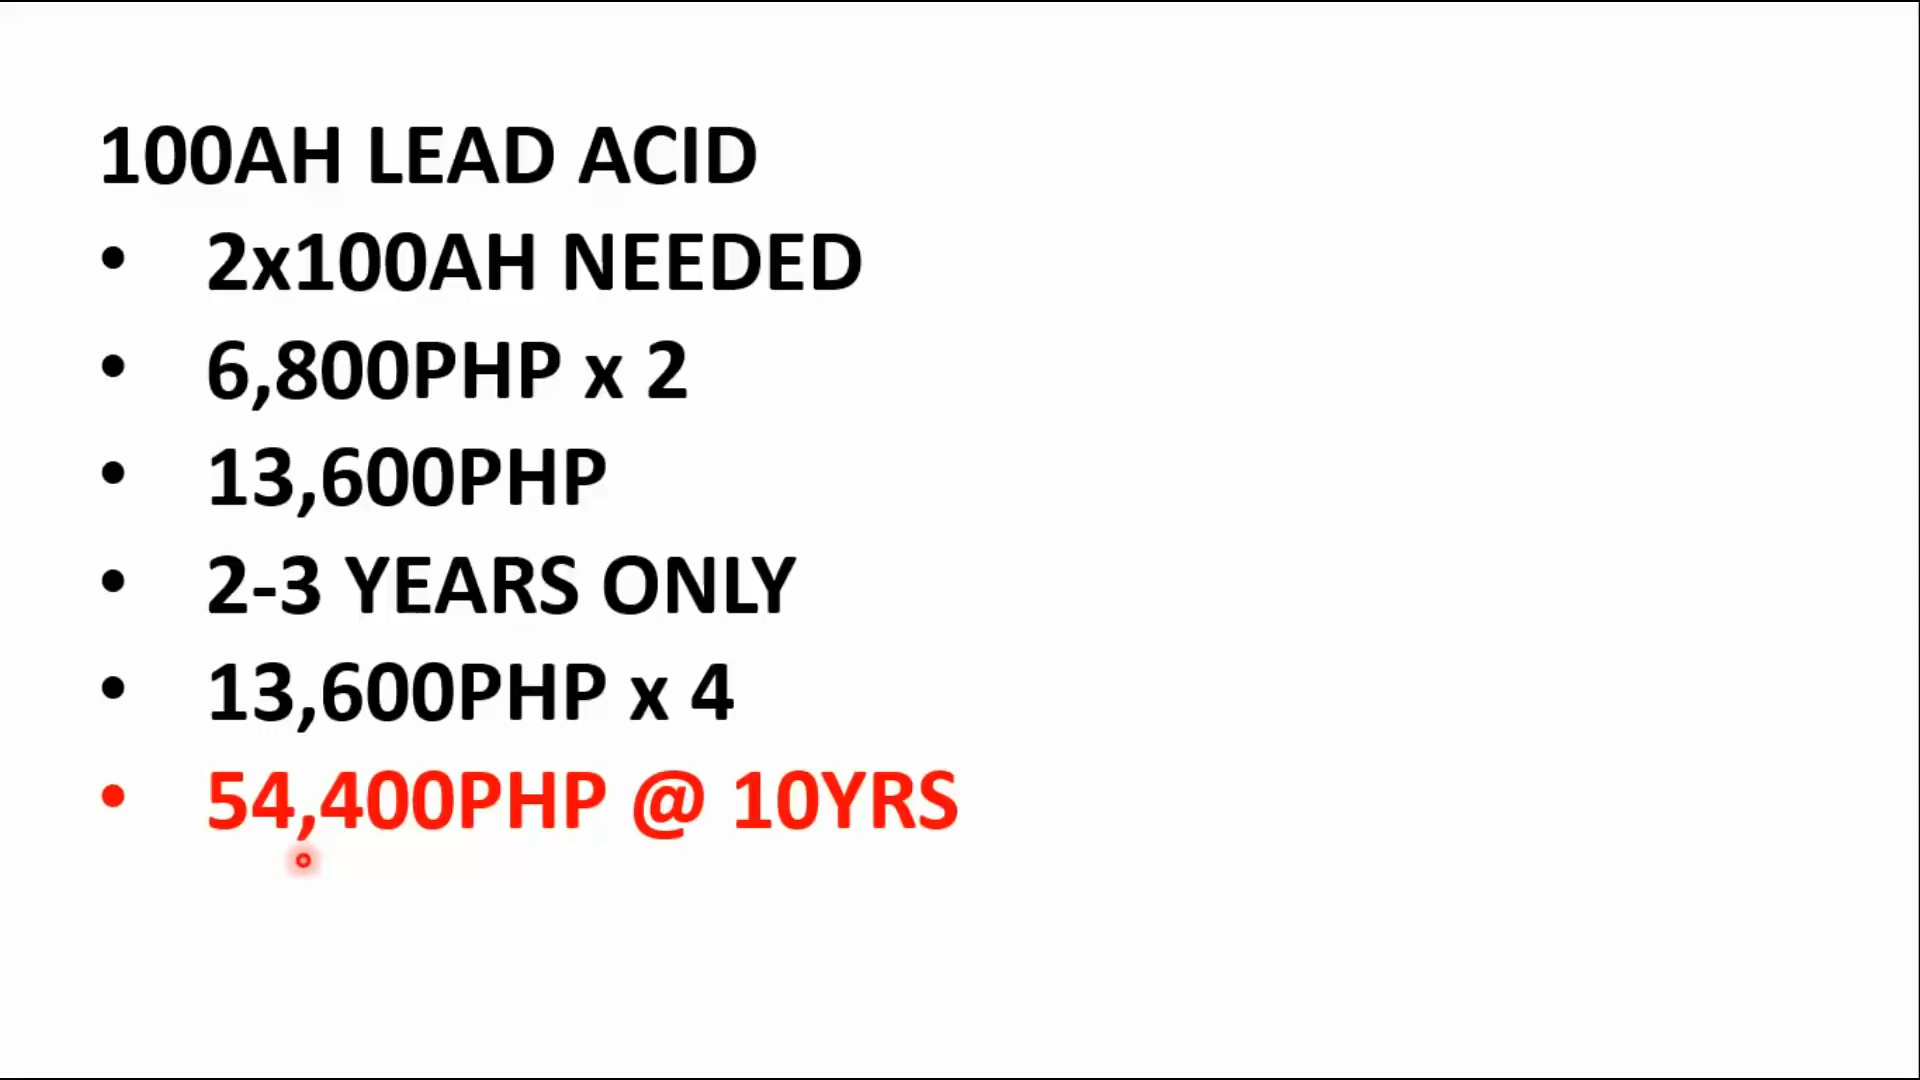 100AH LEAD ACID
• 2x100AH NEEDED
• 6,800PHP x 2
• 13,600PHP
• 2-3 YEARS ONLY
• 13,600PHP x 4
• 54,400PHP @ 10YRS